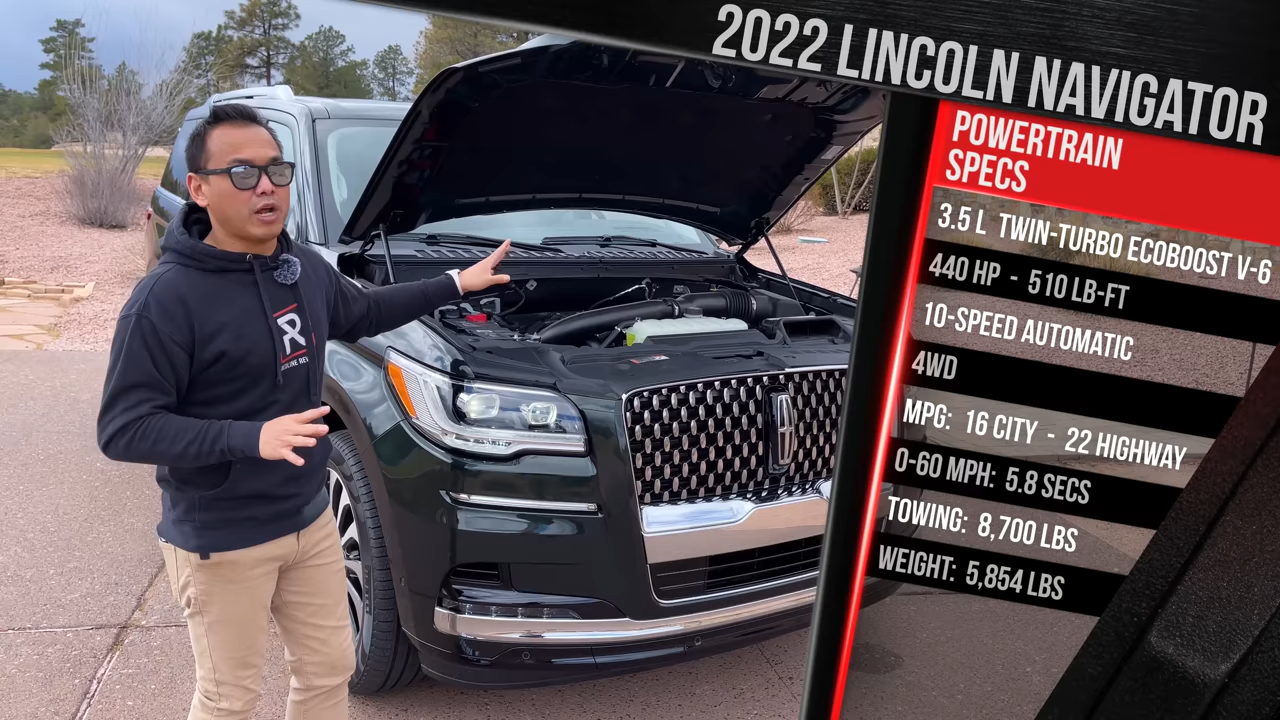 2022 LINCOLN NAVIGATOR
POWERTRAIN
SPECS
3.5 L TWIN-TURBO ECOBOOST V-6
440 HP - 510 LB-FT
10-SPEED AUTOMATIC
4WD
MPG: 16 CITY - 22 HIGHWAY
0-60 MPH: 5.8 SECS
TOWING: 8,700 LBS
WEIGHT: 5,854 LBS
R